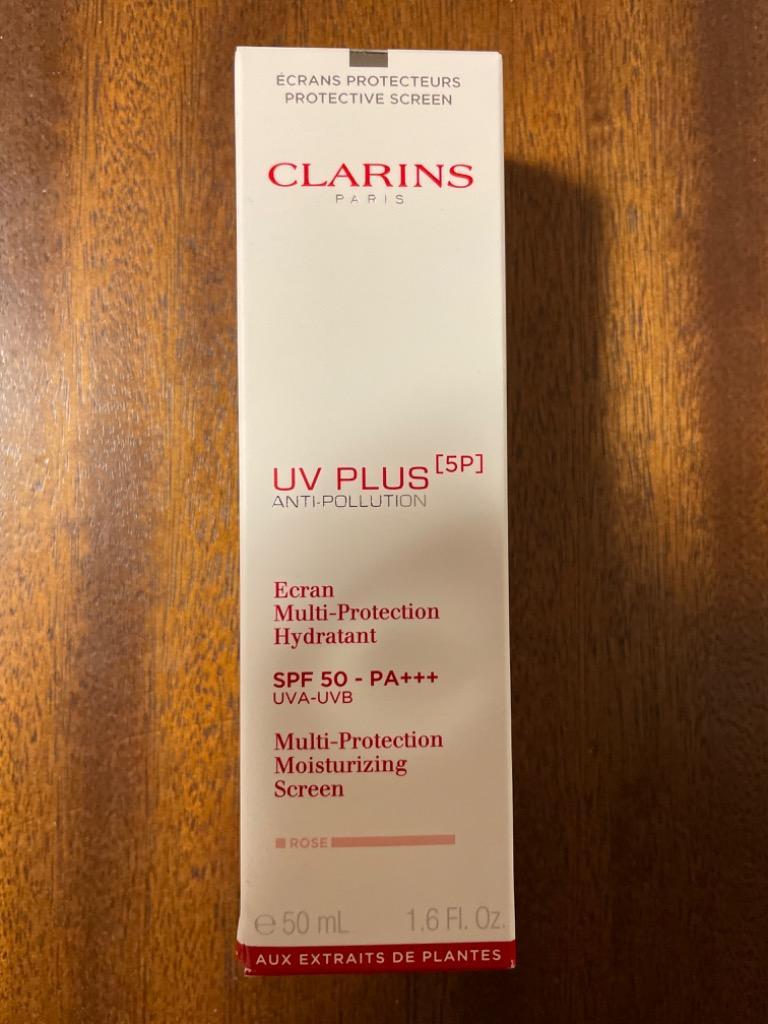 ÉCRANS PROTECTEURS
PROTECTIVE SCREEN
CLARINS
PARIS
UV PLUS [5P]
ANTI-POLLUTION
Ecran
Multi-Protection
Hydratant
SPF 50 - PA+++
UVA-UVB
Multi-Protection
Moisturizing
Screen
ROSE
℮ 50 mL 1.6 Fl. Oz.
AUX EXTRAITS DE PLANTES